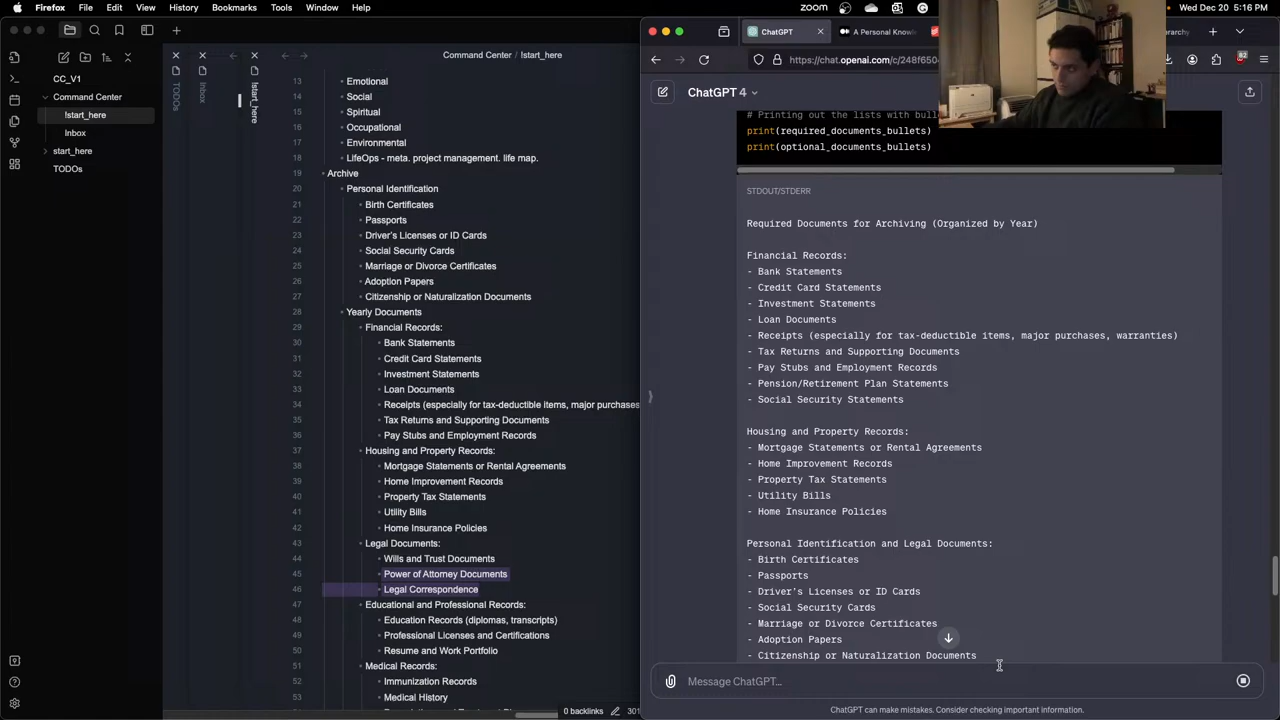 Firefox File Edit View History Bookmarks Tools Window Help
zoom
Wed Dec 20 5:16 PM
CC_V1
Command Center
!start_here
Inbox
start_here
TODOs
TODOs
Inbox
!start_here
Command Center / !start_here
13 Emotional
14 Social
15 Spiritual
16 Occupational
17 Environmental
18 LifeOps - meta. project management. life map.
19 Archive
20 Personal Identification
21 Birth Certificates
22 Passports
23 Driver's Licenses or ID Cards
24 Social Security Cards
25 Marriage or Divorce Certificates
26 Adoption Papers
27 Citizenship or Naturalization Documents
28 Yearly Documents
29 Financial Records:
30 Bank Statements
31 Credit Card Statements
32 Investment Statements
33 Loan Documents
34 Receipts (especially for tax-deductible items, major purchases
35 Tax Returns and Supporting Documents
36 Pay Stubs and Employment Records
37 Housing and Property Records:
38 Mortgage Statements or Rental Agreements
39 Home Improvement Records
40 Property Tax Statements
41 Utility Bills
42 Home Insurance Policies
43 Legal Documents:
44 Wills and Trust Documents
45 Power of Attorney Documents
46 Legal Correspondence
47 Educational and Professional Records:
48 Education Records (diplomas, transcripts)
49 Professional Licenses and Certifications
50 Resume and Work Portfolio
51 Medical Records:
52 Immunization Records
53 Medical History
0 backlinks
301
ChatGPT
A Personal Knowl
erarchy
https://chat.openai.com/c/248f650
ChatGPT 4
# Printing out the lists with bull
print(required_documents_bullets)
print(optional_documents_bullets)
STDOUT/STDERR
Required Documents for Archiving (Organized by Year)
Financial Records:
- Bank Statements
- Credit Card Statements
- Investment Statements
- Loan Documents
- Receipts (especially for tax-deductible items, major purchases, warranties)
- Tax Returns and Supporting Documents
- Pay Stubs and Employment Records
- Pension/Retirement Plan Statements
- Social Security Statements
Housing and Property Records:
- Mortgage Statements or Rental Agreements
- Home Improvement Records
- Property Tax Statements
- Utility Bills
- Home Insurance Policies
Personal Identification and Legal Documents:
- Birth Certificates
- Passports
- Driver's Licenses or ID Cards
- Social Security Cards
- Marriage or Divorce Certificates
- Adoption Papers
- Citizenship or Naturalization Documents
Message ChatGPT...
ChatGPT can make mistakes. Consider checking important information.